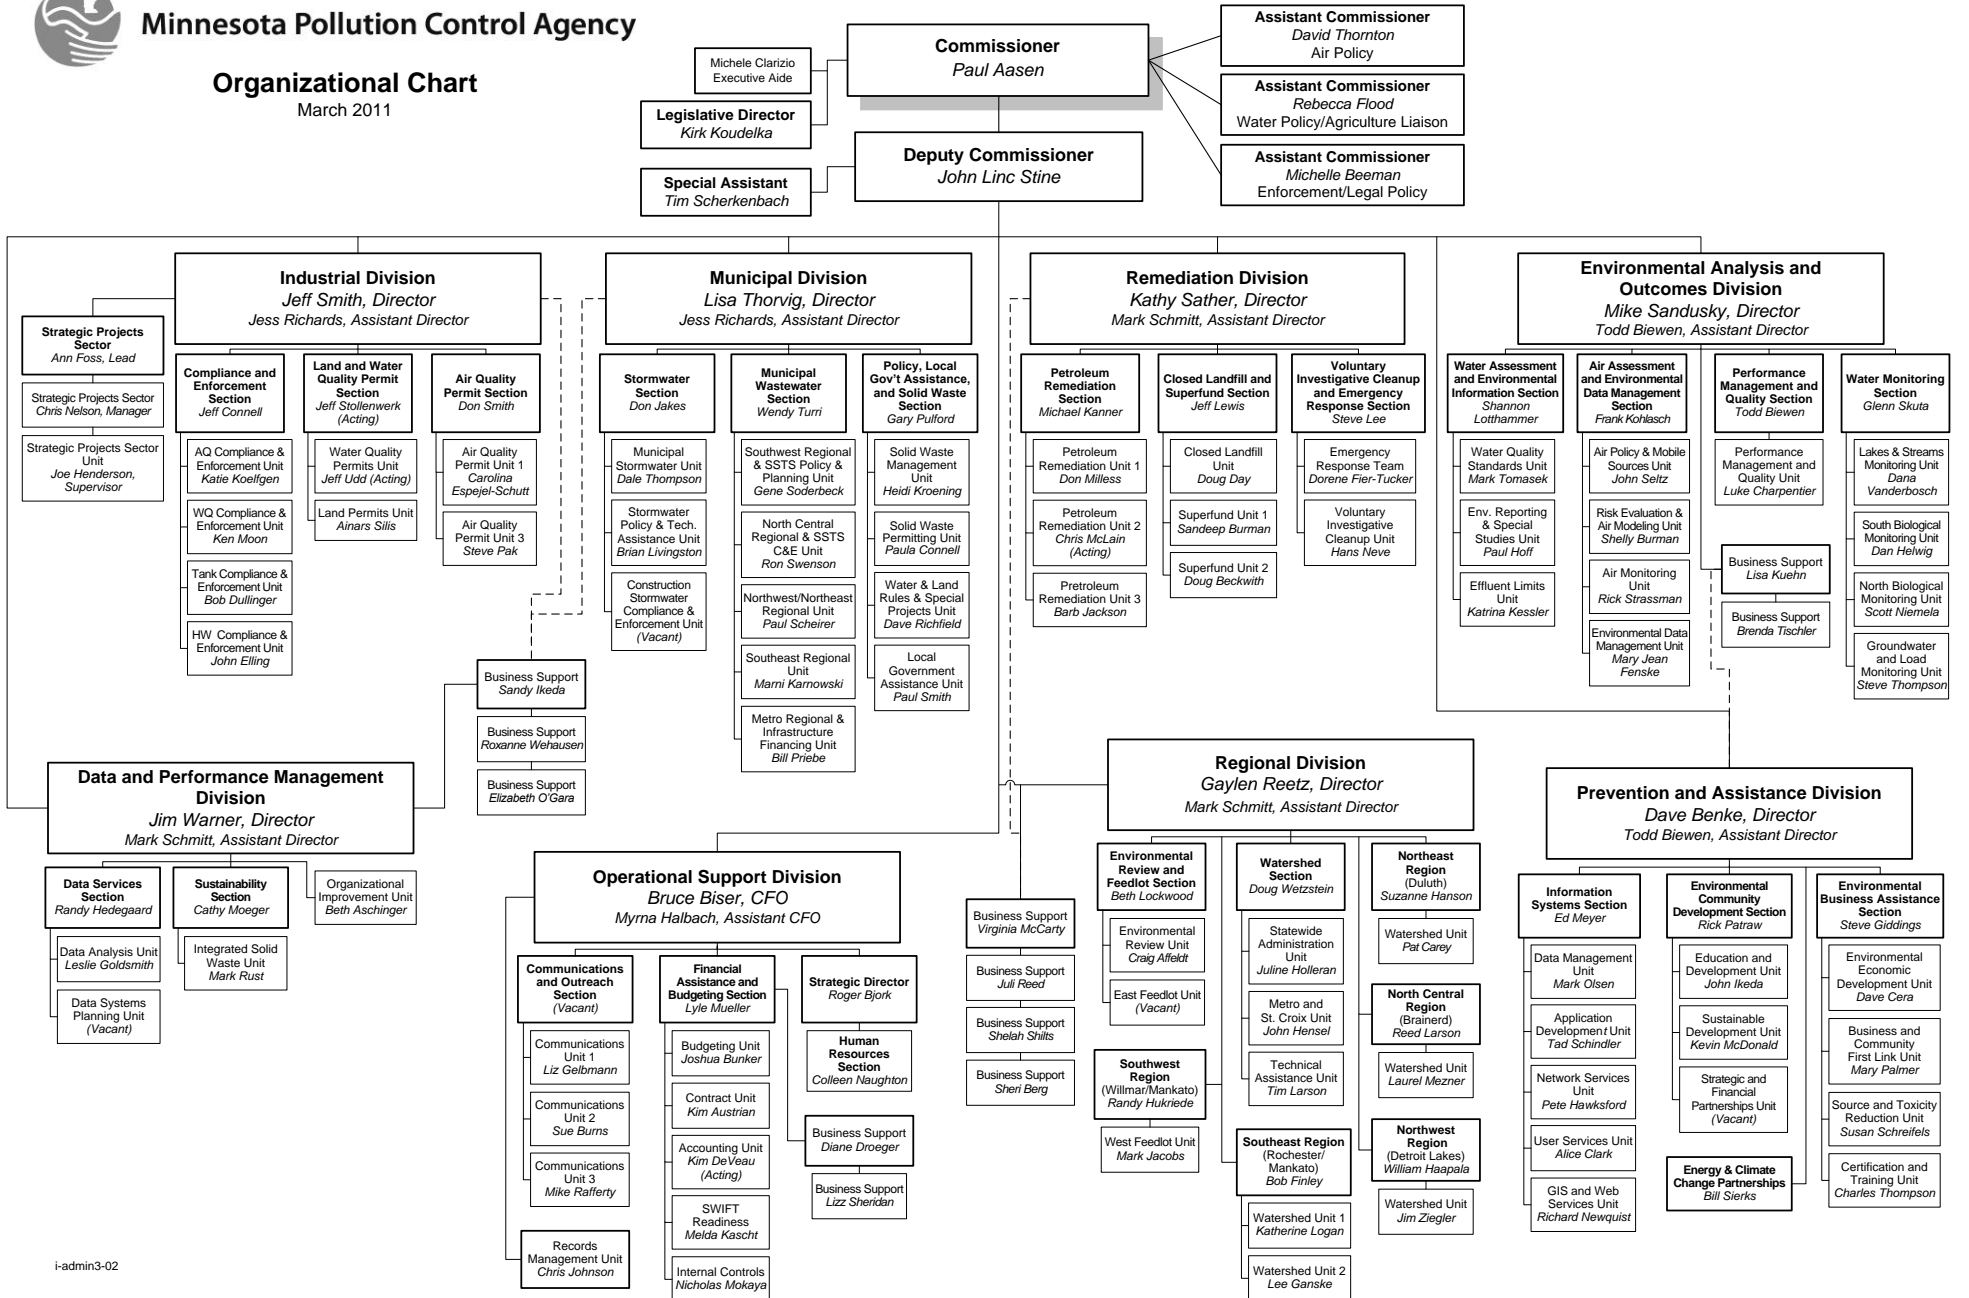 Minnesota Pollution Control Agency
Organizational Chart
March 2011
Commissioner
Paul Aasen
Michele Clarizio
Executive Aide
Legislative Director
Kirk Koudelka
Deputy Commissioner
John Linc Stine
Special Assistant
Tim Scherkenbach
Assistant Commissioner
David Thornton
Air Policy
Assistant Commissioner
Rebecca Flood
Water Policy/Agriculture Liaison
Assistant Commissioner
Michelle Beeman
Enforcement/Legal Policy
Industrial Division
Jeff Smith, Director
Jess Richards, Assistant Director
Strategic Projects
Sector
Ann Foss, Lead
Strategic Projects Sector
Chris Nelson, Manager
Strategic Projects Sector
Unit
Joe Henderson,
Supervisor
Compliance and
Enforcement
Section
Jeff Connell
AQ Compliance &
Enforcement Unit
Katie Koelfgen
WQ Compliance &
Enforcement Unit
Ken Moon
Tank Compliance &
Enforcement Unit
Bob Dullinger
HW Compliance &
Enforcement Unit
John Elling
Land and Water
Quality Permit
Section
Jeff Stollenwerk
(Acting)
Water Quality
Permits Unit
Jeff Udd (Acting)
Land Permits Unit
Ainars Silis
Air Quality
Permit Section
Don Smith
Air Quality
Permit Unit 1
Carolina
Espejel-Schutt
Air Quality
Permit Unit 3
Steve Pak
Municipal Division
Lisa Thorvig, Director
Jess Richards, Assistant Director
Stormwater
Section
Don Jakes
Municipal
Stormwater Unit
Dale Thompson
Stormwater
Policy & Tech.
Assistance Unit
Brian Livingston
Construction
Stormwater
Compliance &
Enforcement Unit
(Vacant)
Municipal
Wastewater
Section
Wendy Turri
Southwest Regional
& SSTS Policy &
Planning Unit
Gene Soderbeck
North Central
Regional & SSTS
C&E Unit
Ron Swenson
Northwest/Northeast
Regional Unit
Paul Scheirer
Southeast Regional
Unit
Marni Karnowski
Metro Regional &
Infrastructure
Financing Unit
Bill Priebe
Policy, Local
Gov't Assistance,
and Solid Waste
Section
Gary Pulford
Solid Waste
Management
Unit
Heidi Kroening
Solid Waste
Permitting Unit
Paula Connell
Water & Land
Rules & Special
Projects Unit
Dave Richfield
Local
Government
Assistance Unit
Paul Smith
Remediation Division
Kathy Sather, Director
Mark Schmitt, Assistant Director
Petroleum
Remediation
Section
Michael Kanner
Petroleum
Remediation Unit 1
Don Milless
Petroleum
Remediation Unit 2
Chris McLain
(Acting)
Pretroleum
Remediation Unit 3
Barb Jackson
Closed Landfill and
Superfund Section
Jeff Lewis
Closed Landfill
Unit
Doug Day
Superfund Unit 1
Sandeep Burman
Superfund Unit 2
Doug Beckwith
Voluntary
Investigative Cleanup
and Emergency
Response Section
Steve Lee
Emergency
Response Team
Dorene Fier-Tucker
Voluntary
Investigative
Cleanup Unit
Hans Neve
Environmental Analysis and
Outcomes Division
Mike Sandusky, Director
Todd Biewen, Assistant Director
Water Assessment
and Environmental
Information Section
Shannon
Lotthammer
Water Quality
Standards Unit
Mark Tomasek
Env. Reporting
& Special
Studies Unit
Paul Hoff
Effluent Limits
Unit
Katrina Kessler
Air Assessment
and Environmental
Data Management
Section
Frank Kohlasch
Air Policy & Mobile
Sources Unit
John Seltz
Risk Evaluation &
Air Modeling Unit
Shelly Burman
Air Monitoring
Unit
Rick Strassman
Environmental Data
Management Unit
Mary Jean
Fenske
Performance
Management and
Quality Section
Todd Biewen
Performance
Management and
Quality Unit
Luke Charpentier
Business Support
Lisa Kuehn
Business Support
Brenda Tischler
Water Monitoring
Section
Glenn Skuta
Lakes & Streams
Monitoring Unit
Dana
Vanderbosch
South Biological
Monitoring Unit
Dan Helwig
North Biological
Monitoring Unit
Scott Niemela
Groundwater
and Load
Monitoring Unit
Steve Thompson
Business Support
Sandy Ikeda
Business Support
Roxanne Wehausen
Business Support
Elizabeth O'Gara
Data and Performance Management
Division
Jim Warner, Director
Mark Schmitt, Assistant Director
Data Services
Section
Randy Hedegaard
Data Analysis Unit
Leslie Goldsmith
Data Systems
Planning Unit
(Vacant)
Sustainability
Section
Cathy Moeger
Integrated Solid
Waste Unit
Mark Rust
Organizational
Improvement Unit
Beth Aschinger
Operational Support Division
Bruce Biser, CFO
Myrna Halbach, Assistant CFO
Communications
and Outreach
Section
(Vacant)
Communications
Unit 1
Liz Gelbmann
Communications
Unit 2
Sue Burns
Communications
Unit 3
Mike Rafferty
Records
Management Unit
Chris Johnson
Financial
Assistance and
Budgeting Section
Lyle Mueller
Budgeting Unit
Joshua Bunker
Contract Unit
Kim Austrian
Accounting Unit
Kim DeVeau
(Acting)
SWIFT
Readiness
Melda Kascht
Internal Controls
Nicholas Mokaya
Strategic Director
Roger Bjork
Human
Resources
Section
Colleen Naughton
Business Support
Diane Droeger
Business Support
Lizz Sheridan
Business Support
Virginia McCarty
Business Support
Juli Reed
Business Support
Shelah Shilts
Business Support
Sheri Berg
Regional Division
Gaylen Reetz, Director
Mark Schmitt, Assistant Director
Environmental
Review and
Feedlot Section
Beth Lockwood
Environmental
Review Unit
Craig Affeldt
East Feedlot Unit
(Vacant)
Southwest
Region
(Willmar/Mankato)
Randy Hukriede
West Feedlot Unit
Mark Jacobs
Watershed
Section
Doug Wetzstein
Statewide
Administration
Unit
Juline Holleran
Metro and
St. Croix Unit
John Hensel
Technical
Assistance Unit
Tim Larson
Southeast Region
(Rochester/
Mankato)
Bob Finley
Watershed Unit 1
Katherine Logan
Watershed Unit 2
Lee Ganske
Northeast
Region
(Duluth)
Suzanne Hanson
Watershed Unit
Pat Carey
North Central
Region
(Brainerd)
Reed Larson
Watershed Unit
Laurel Mezner
Northwest
Region
(Detroit Lakes)
William Haapala
Watershed Unit
Jim Ziegler
Prevention and Assistance Division
Dave Benke, Director
Todd Biewen, Assistant Director
Information
Systems Section
Ed Meyer
Data Management
Unit
Mark Olsen
Application
Development Unit
Tad Schindler
Network Services
Unit
Pete Hawksford
User Services Unit
Alice Clark
GIS and Web
Services Unit
Richard Newquist
Environmental
Community
Development Section
Rick Patraw
Education and
Development Unit
John Ikeda
Sustainable
Development Unit
Kevin McDonald
Strategic and
Financial
Partnerships Unit
(Vacant)
Energy & Climate
Change Partnerships
Bill Sierks
Environmental
Business Assistance
Section
Steve Giddings
Environmental
Economic
Development Unit
Dave Cera
Business and
Community
First Link Unit
Mary Palmer
Source and Toxicity
Reduction Unit
Susan Schreifels
Certification and
Training Unit
Charles Thompson
i-admin3-02